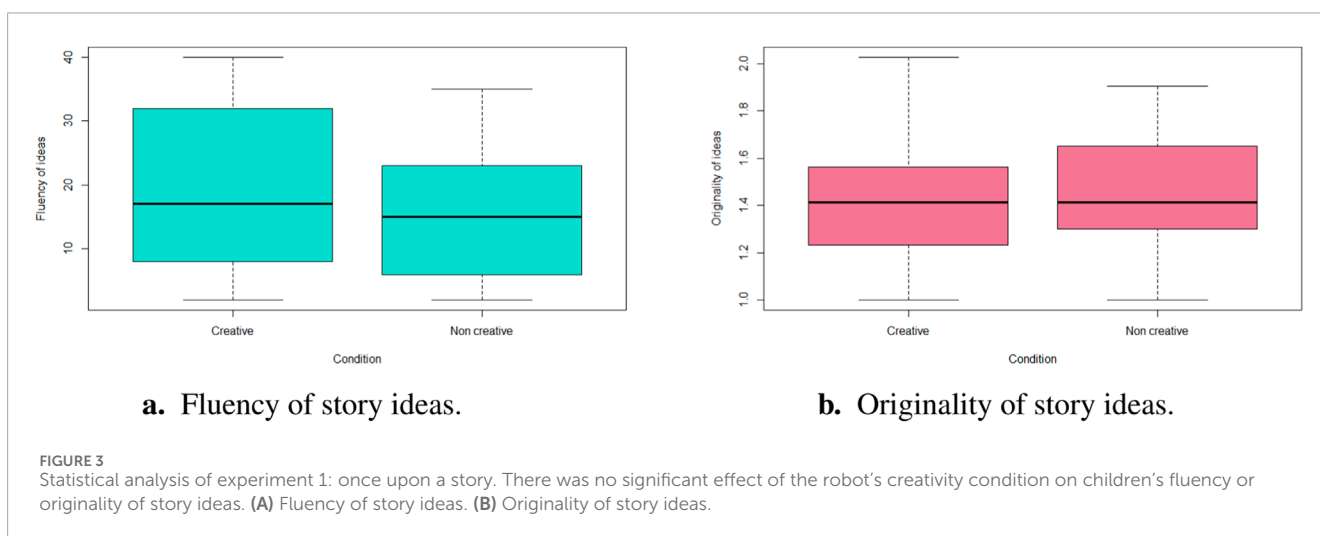 Fluency of ideas
40
30
20
10
Creative
Non creative
Condition
a. Fluency of story ideas.
Originality of ideas
2.0
1.8
1.6
1.4
1.2
1.0
Creative
Non creative
Condition
b. Originality of story ideas.
FIGURE 3
Statistical analysis of experiment 1: once upon a story. There was no significant effect of the robot’s creativity condition on children’s fluency or
originality of story ideas. (A) Fluency of story ideas. (B) Originality of story ideas.